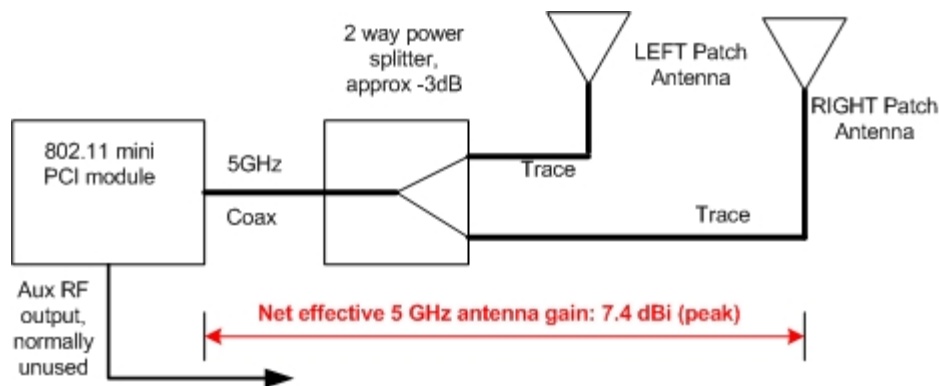 2 way power
splitter,
approx -3dB
LEFT Patch
Antenna
RIGHT Patch
Antenna
802.11 mini
PCI module
5GHz
Coax
Trace
Trace
Aux RF
output,
normally
unused
Net effective 5 GHz antenna gain: 7.4 dBi (peak)